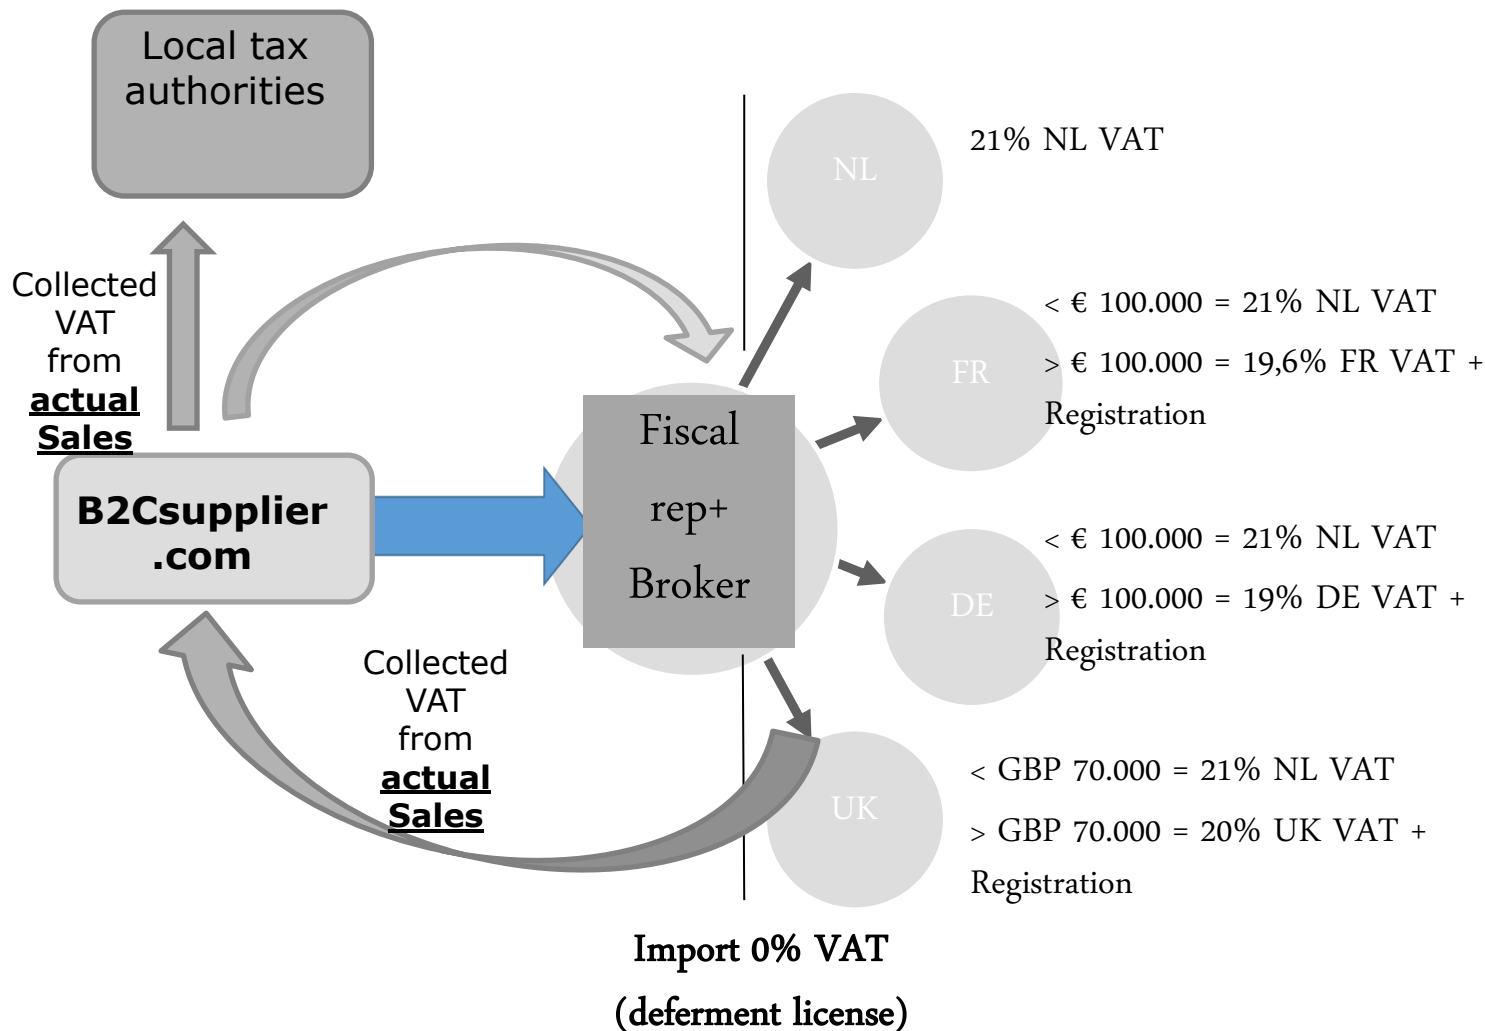 Local tax
authorities
NL
21% NL VAT
Collected
VAT
from
actual
Sales
FR
< € 100.000 = 21% NL VAT
> € 100.000 = 19,6% FR VAT +
Registration
Fiscal
rep+
Broker
B2Csupplier
.com
DE
< € 100.000 = 21% NL VAT
> € 100.000 = 19% DE VAT +
Registration
Collected
VAT
from
actual
Sales
UK
< GBP 70.000 = 21% NL VAT
> GBP 70.000 = 20% UK VAT +
Registration
Import 0% VAT
(deferment license)